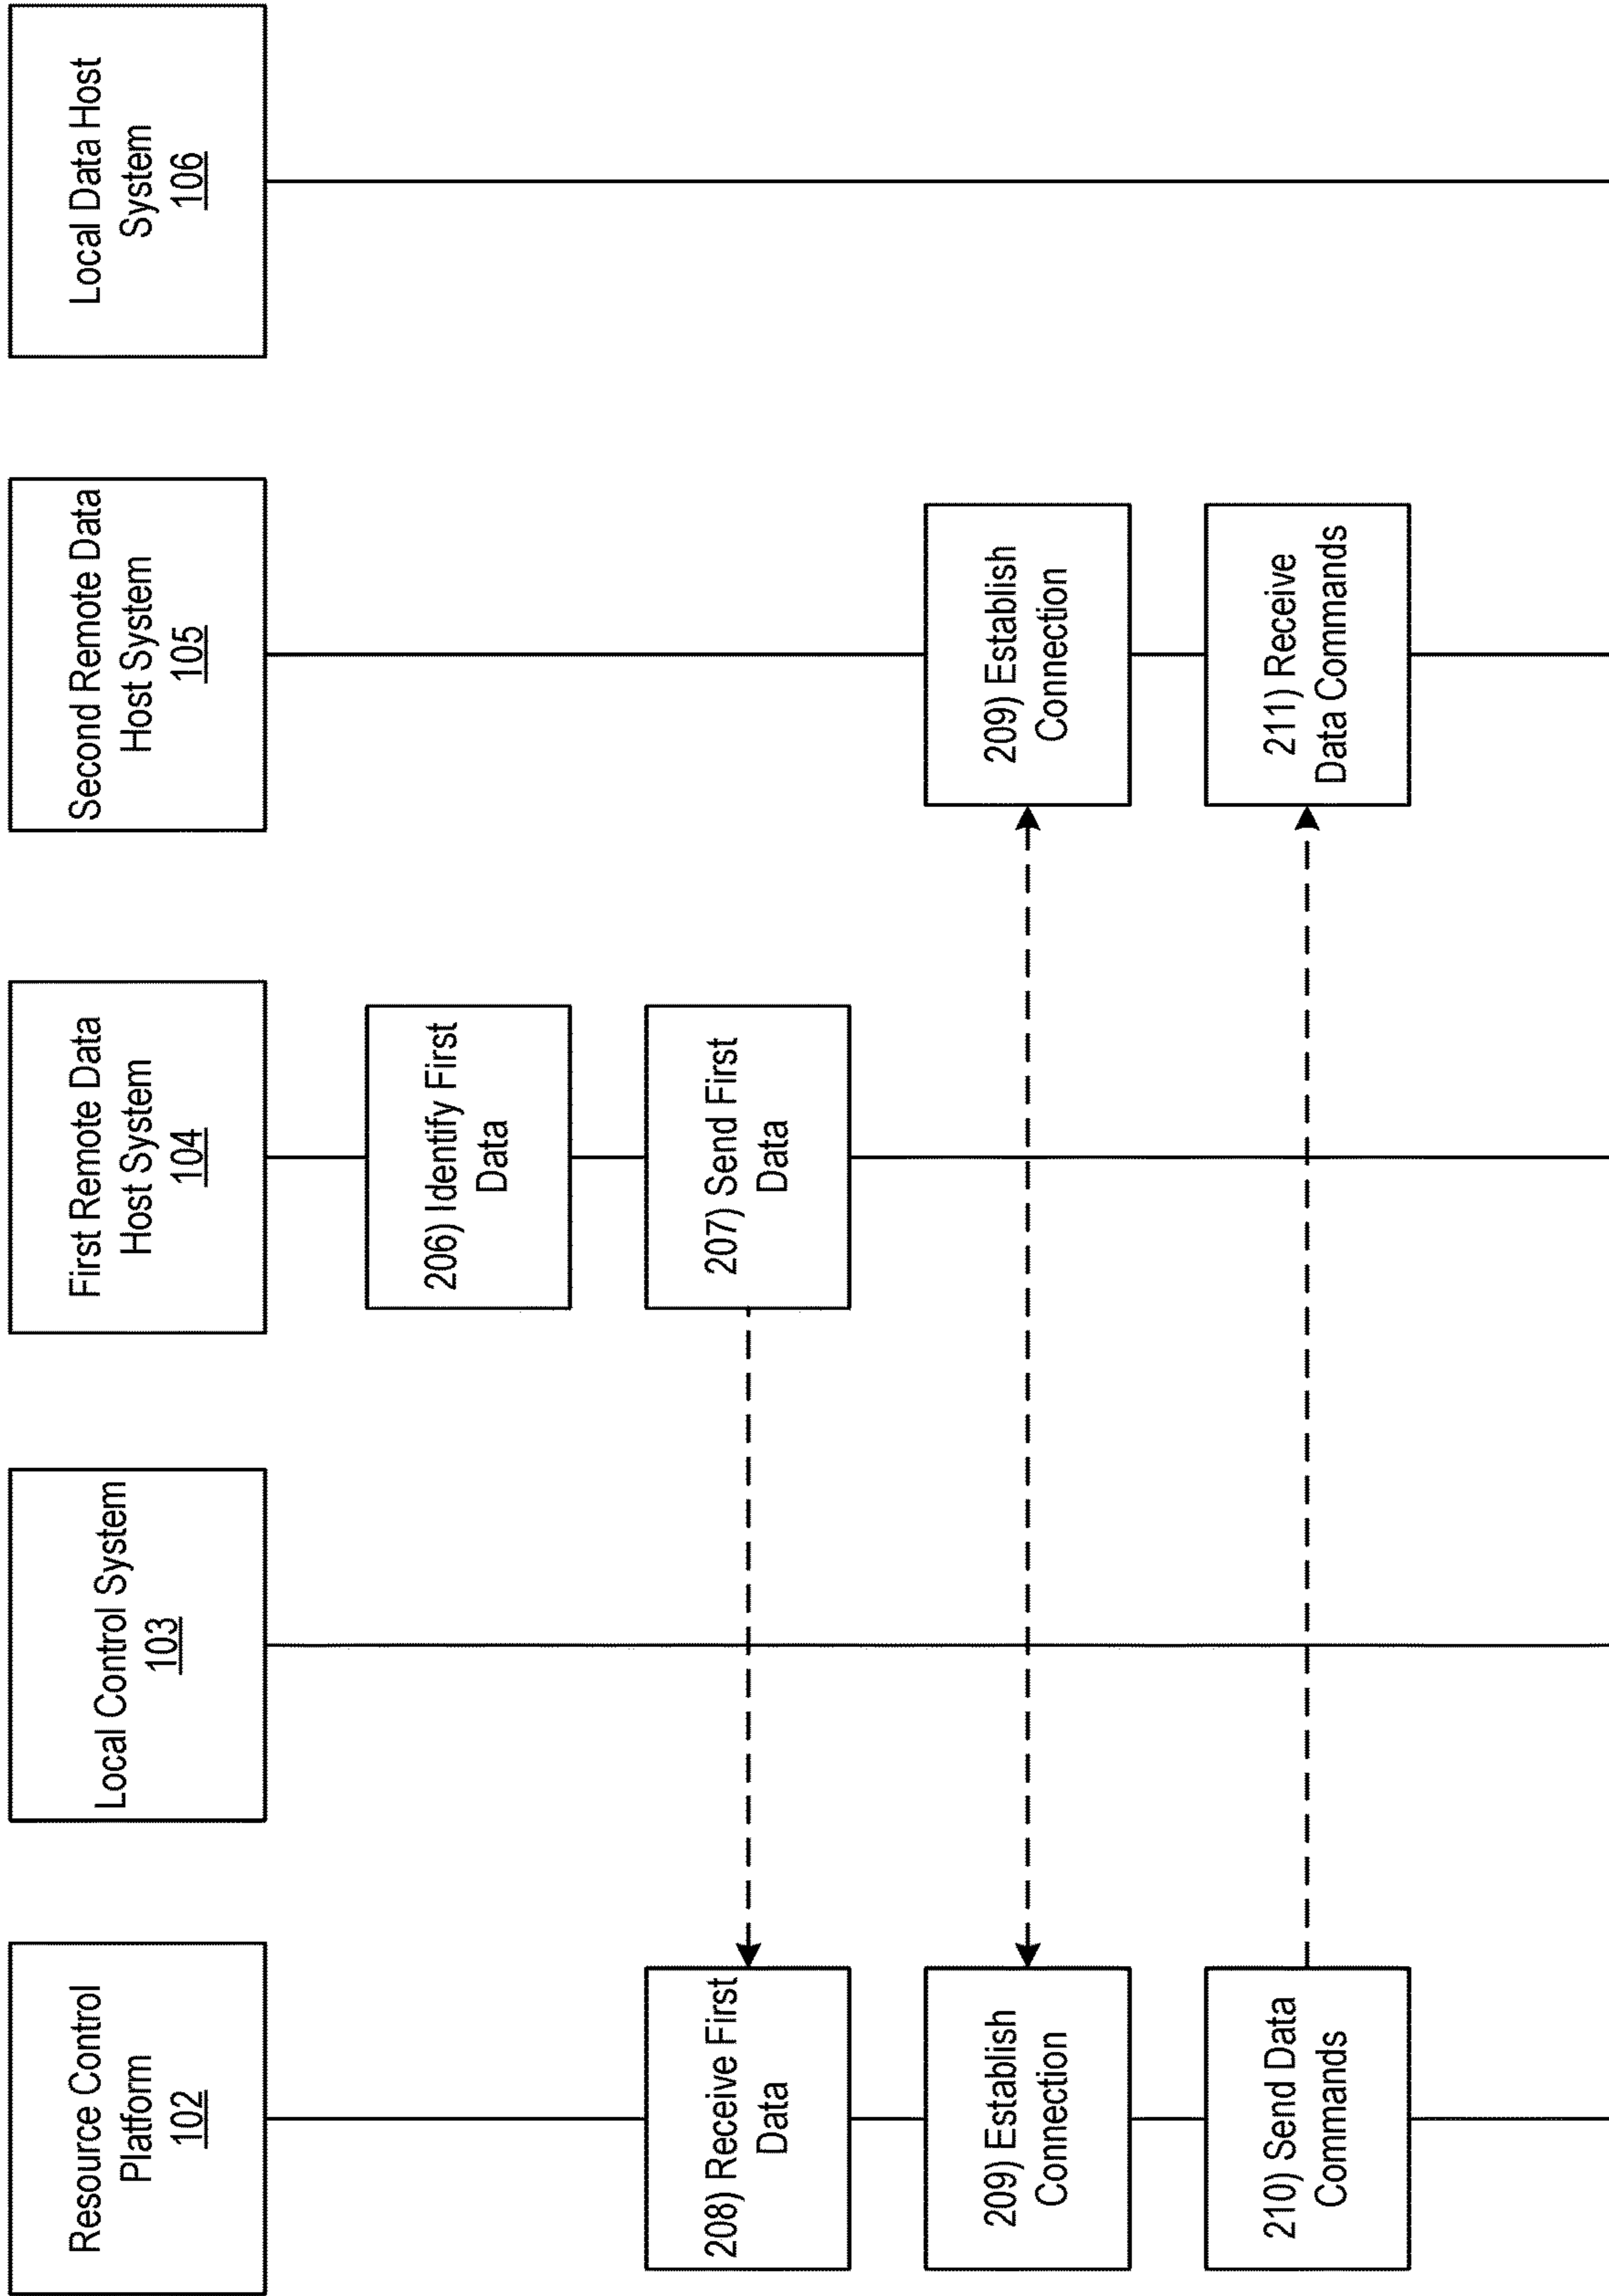 Resource Control
Platform
102
Local Control System
103
First Remote Data
Host System
104
Second Remote Data
Host System
105
Local Data Host
System
106
206) Identify First
Data
208) Receive First
Data
207) Send First
Data
209) Establish
Connection
209) Establish
Connection
210) Send Data
Commands
211) Receive
Data Commands